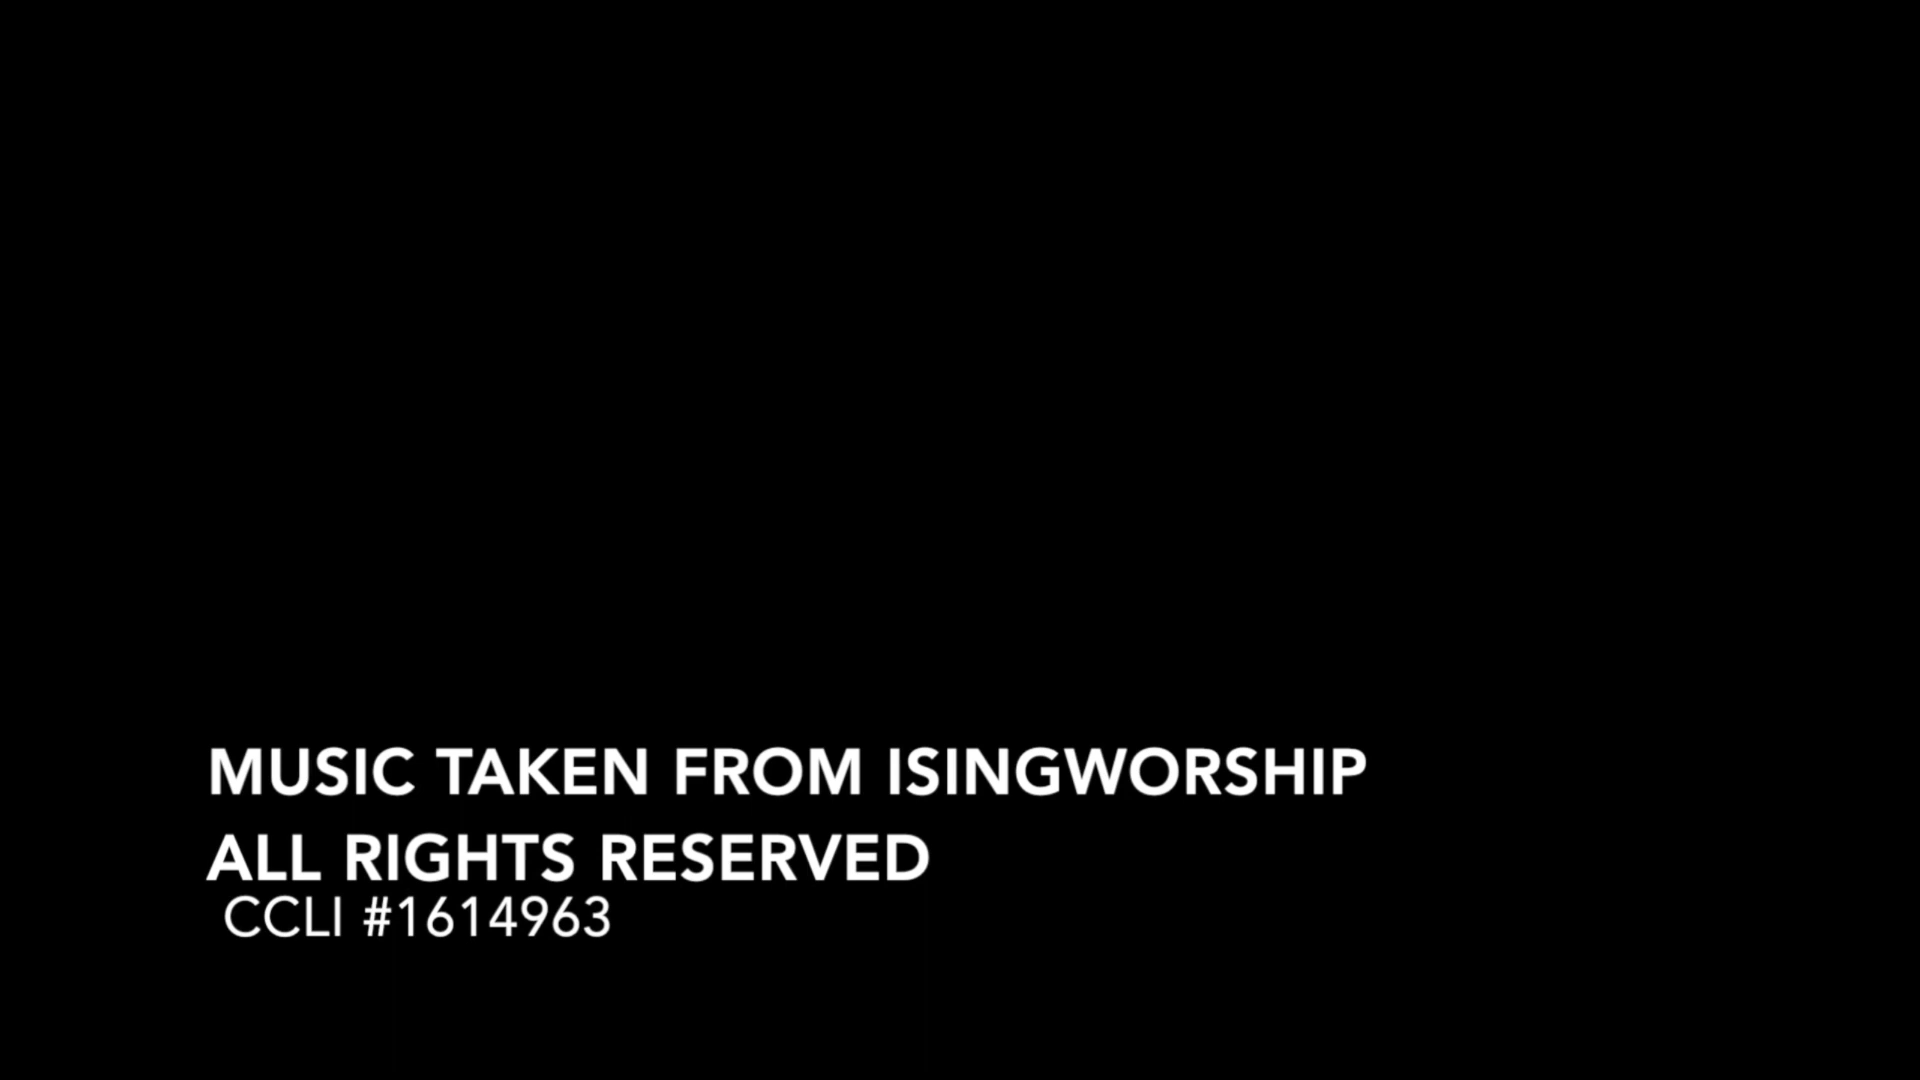 MUSIC TAKEN FROM ISINGWORSHIP
ALL RIGHTS RESERVED
CCLI #1614963